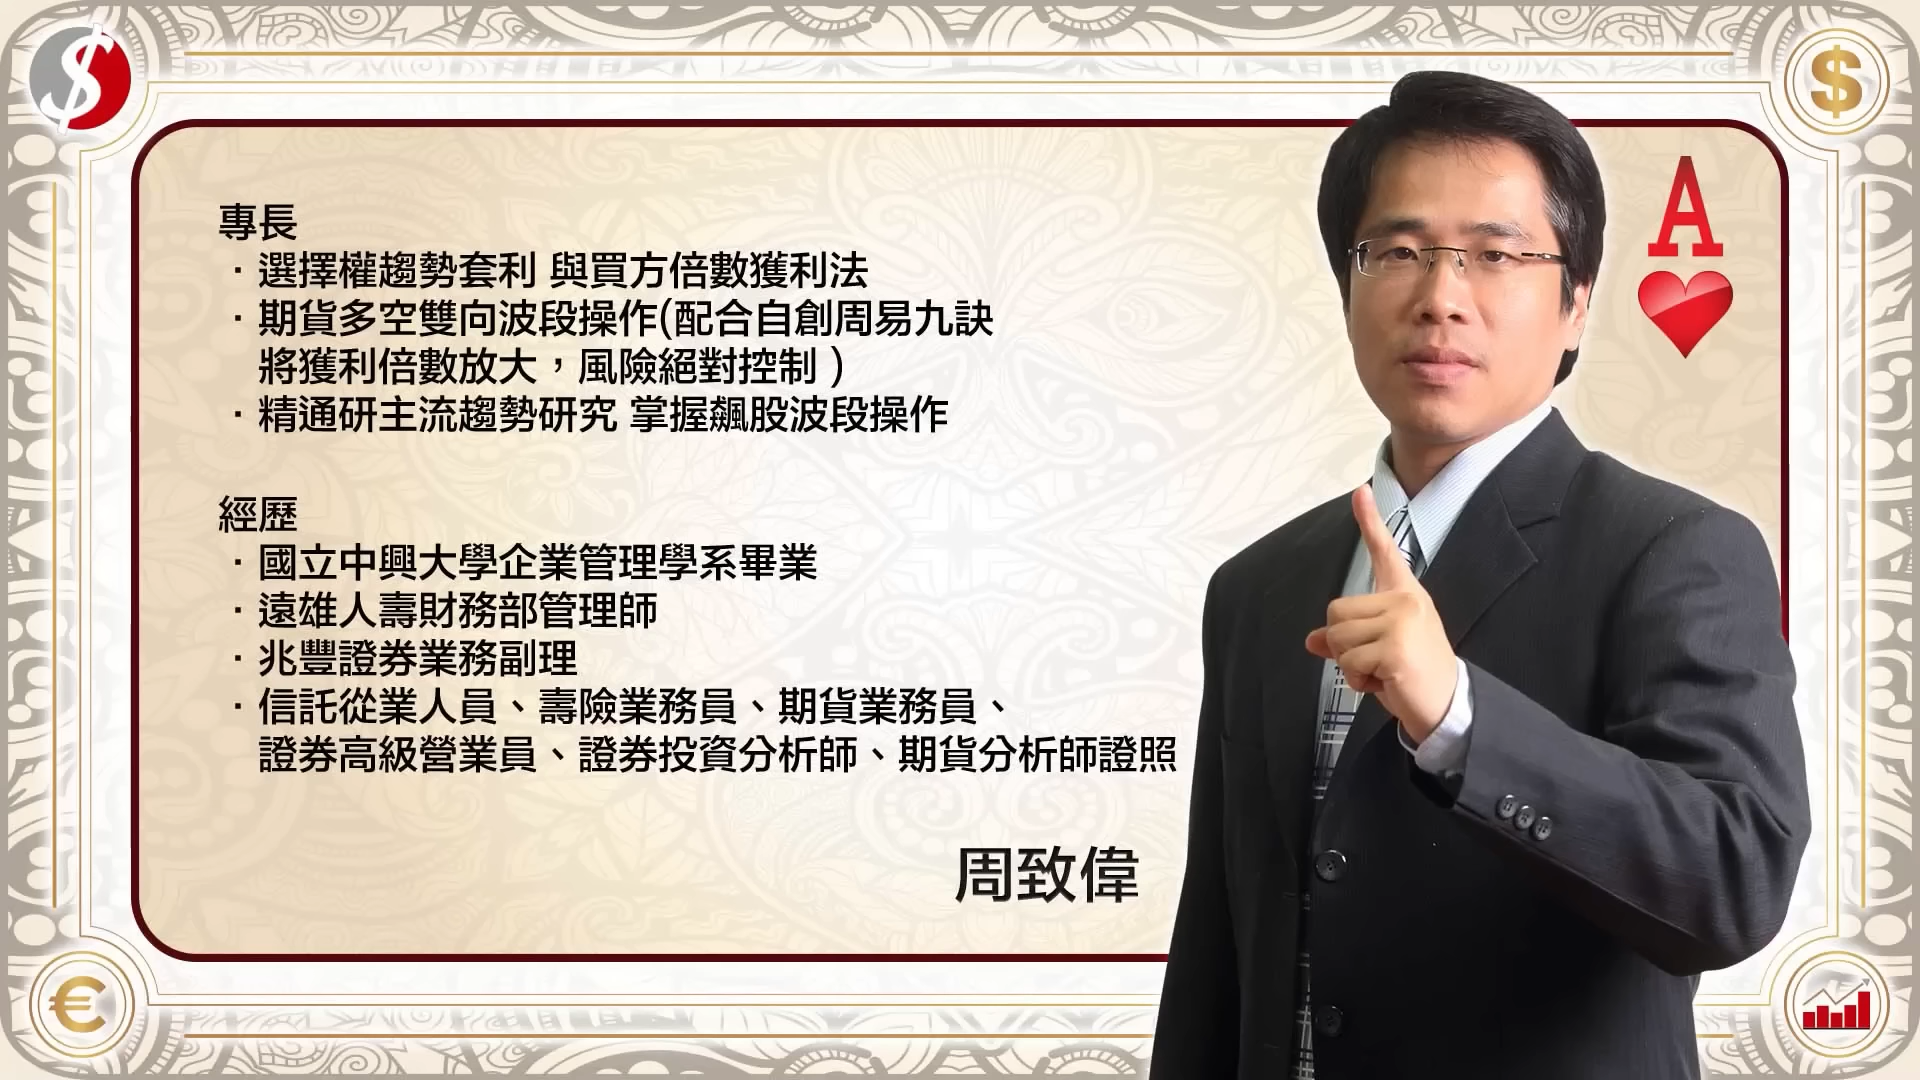 專長
·選擇權趨勢套利 與買方倍數獲利法
·期貨多空雙向波段操作(配合自創周易九訣
將獲利倍數放大，風險絕對控制）
·精通研主流趨勢研究 掌握飆股波段操作
經歷
·國立中興大學企業管理學系畢業
·遠雄人壽財務部管理師
·兆豐證券業務副理
·信託從業人員、壽險業務員、期貨業務員、
證券高級營業員、證券投資分析師、期貨分析師證照
周致偉
A
$
$
€